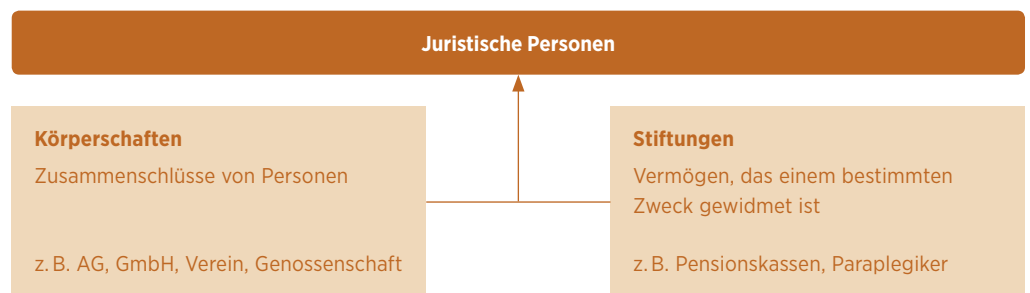 Juristische Personen
Körperschaften
Zusammenschlüsse von Personen
z. B. AG, GmbH, Verein, Genossenschaft
Stiftungen
Vermögen, das einem bestimmten
Zweck gewidmet ist
z. B. Pensionskassen, Paraplegiker